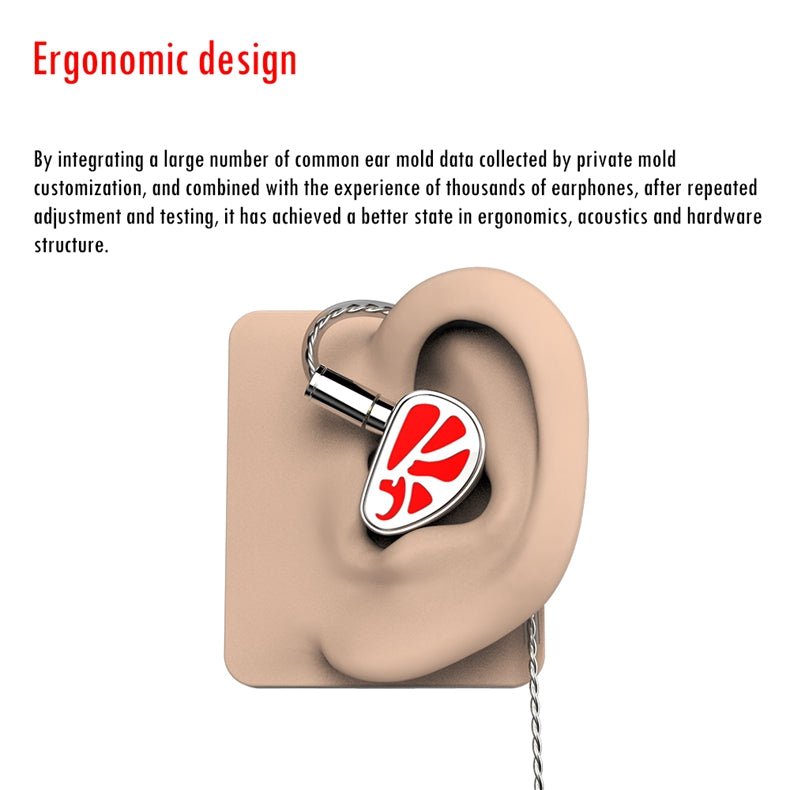 Ergonomic design
By integrating a large number of common ear mold data collected by private mold
customization, and combined with the experience of thousands of earphones, after repeated
adjustment and testing, it has achieved a better state in ergonomics, acoustics and hardware
structure.